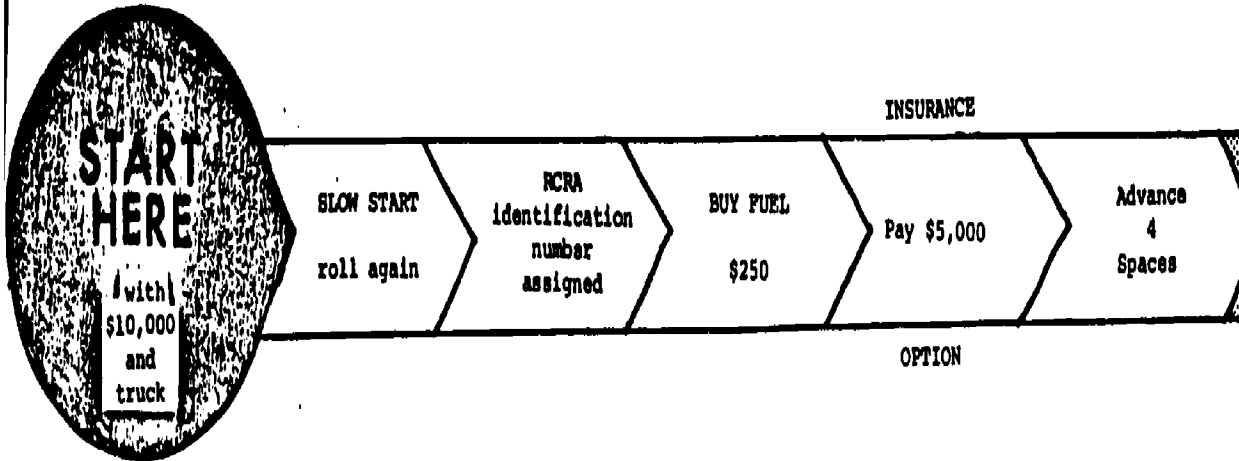 START
HERE
with
$10,000
and
truck
SLOW START
roll again
RCRA
identification
number
assigned
BUY FUEL
$250
INSURANCE
Pay $5,000
OPTION
Advance
4
Spaces